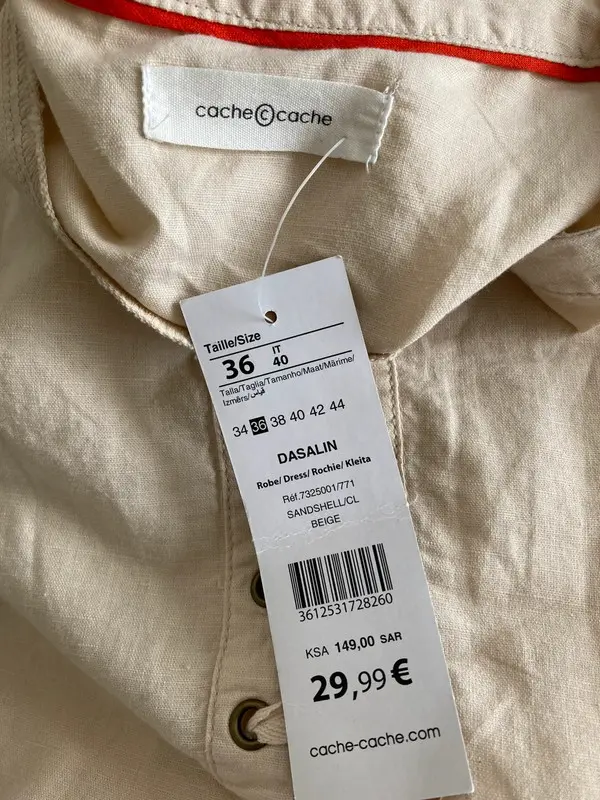 cache©cache
Taille/Size
36 IT 40
Talla/Taglia/Tamanho/Maat/Mărime/
Izmērs/قياس
34 36 38 40 42 44
DASALIN
Robe/ Dress/ Rochie/ Kleita
Réf.7325001/771
SANDSHELL/CL
BEIGE
3612531728260
KSA 149,00 SAR
29,99€
cache-cache.com